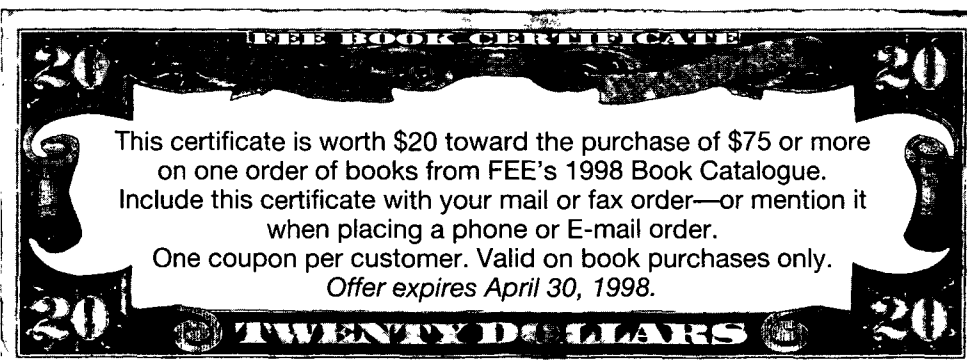 FEE BOOK CERTIFICATE
20 20
This certificate is worth $20 toward the purchase of $75 or more
on one order of books from FEE's 1998 Book Catalogue.
Include this certificate with your mail or fax order—or mention it
when placing a phone or E-mail order.
One coupon per customer. Valid on book purchases only.
Offer expires April 30, 1998.
20 TWENTY DOLLARS 20